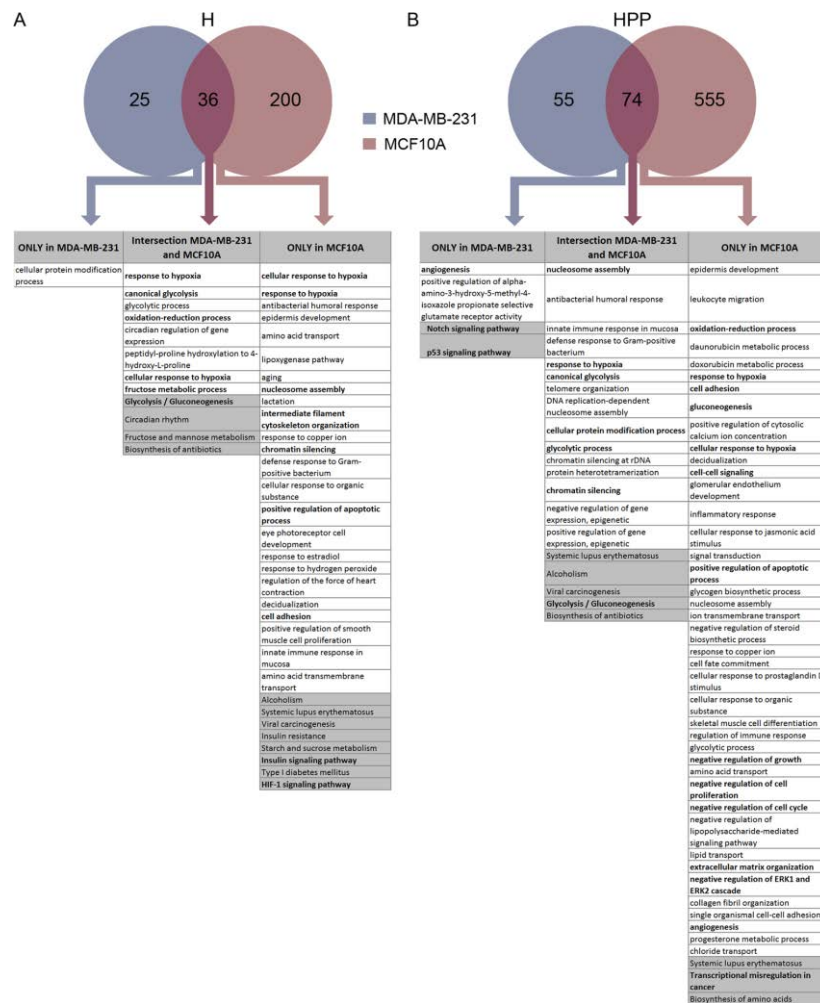 A
H
25
36
200
MDA-MB-231
MCF10A
ONLY in MDA-MB-231
Intersection MDA-MB-231
and MCF10A
ONLY in MCF10A
cellular protein modification
process
response to hypoxia
canonical glycolysis
glycolytic process
oxidation-reduction process
circadian regulation of gene
expression
peptidyl-proline hydroxylation to 4-
hydroxy-L-proline
cellular response to hypoxia
fructose metabolic process
Glycolysis / Gluconeogenesis
Circadian rhythm
Fructose and mannose metabolism
Biosynthesis of antibiotics
cellular response to hypoxia
response to hypoxia
antibacterial humoral response
epidermis development
amino acid transport
lipoxygenase pathway
aging
nucleosome assembly
lactation
intermediate filament
cytoskeleton organization
response to copper ion
chromatin silencing
defense response to Gram-
positive bacterium
cellular response to organic
substance
positive regulation of apoptotic
process
eye photoreceptor cell
development
response to estradiol
response to hydrogen peroxide
regulation of the force of heart
contraction
decidualization
cell adhesion
positive regulation of smooth
muscle cell proliferation
innate immune response in
mucosa
amino acid transmembrane
transport
Alcoholism
Systemic lupus erythematosus
Viral carcinogenesis
Insulin resistance
Starch and sucrose metabolism
Insulin signaling pathway
Type I diabetes mellitus
HIF-1 signaling pathway
B
HPP
55
74
555
ONLY in MDA-MB-231
Intersection MDA-MB-231
and MCF10A
ONLY in MCF10A
angiogenesis
positive regulation of alpha-
amino-3-hydroxy-5-methyl-4-
isoxazole propionate selective
glutamate receptor activity
Notch signaling pathway
p53 signaling pathway
nucleosome assembly
antibacterial humoral response
innate immune response in mucosa
defense response to Gram-positive
bacterium
response to hypoxia
canonical glycolysis
telomere organization
DNA replication-dependent
nucleosome assembly
cellular protein modification process
glycolytic process
chromatin silencing at rDNA
protein heterotetramerization
chromatin silencing
negative regulation of gene
expression, epigenetic
positive regulation of gene
expression, epigenetic
Systemic lupus erythematosus
Alcoholism
Viral carcinogenesis
Glycolysis / Gluconeogenesis
Biosynthesis of antibiotics
epidermis development
leukocyte migration
oxidation-reduction process
daunorubicin metabolic process
doxorubicin metabolic process
response to hypoxia
cell adhesion
gluconeogenesis
positive regulation of cytosolic
calcium ion concentration
cellular response to hypoxia
decidualization
cell-cell signaling
glomerular endothelium
development
inflammatory response
cellular response to jasmonic acid
stimulus
signal transduction
positive regulation of apoptotic
process
glycogen biosynthetic process
nucleosome assembly
ion transmembrane transport
negative regulation of steroid
biosynthetic process
response to copper ion
cell fate commitment
cellular response to prostaglandin
stimulus
cellular response to organic
substance
skeletal muscle cell differentiation
regulation of immune response
glycolytic process
negative regulation of growth
amino acid transport
negative regulation of cell
proliferation
negative regulation of cell cycle
negative regulation of
lipopolysaccharide-mediated
signaling pathway
lipid transport
extracellular matrix organization
negative regulation of ERK1 and
ERK2 cascade
collagen fibril organization
single organismal cell-cell adhesion
angiogenesis
progesterone metabolic process
chloride transport
Systemic lupus erythematosus
Transcriptional misregulation in
cancer
Biosynthesis of amino acids